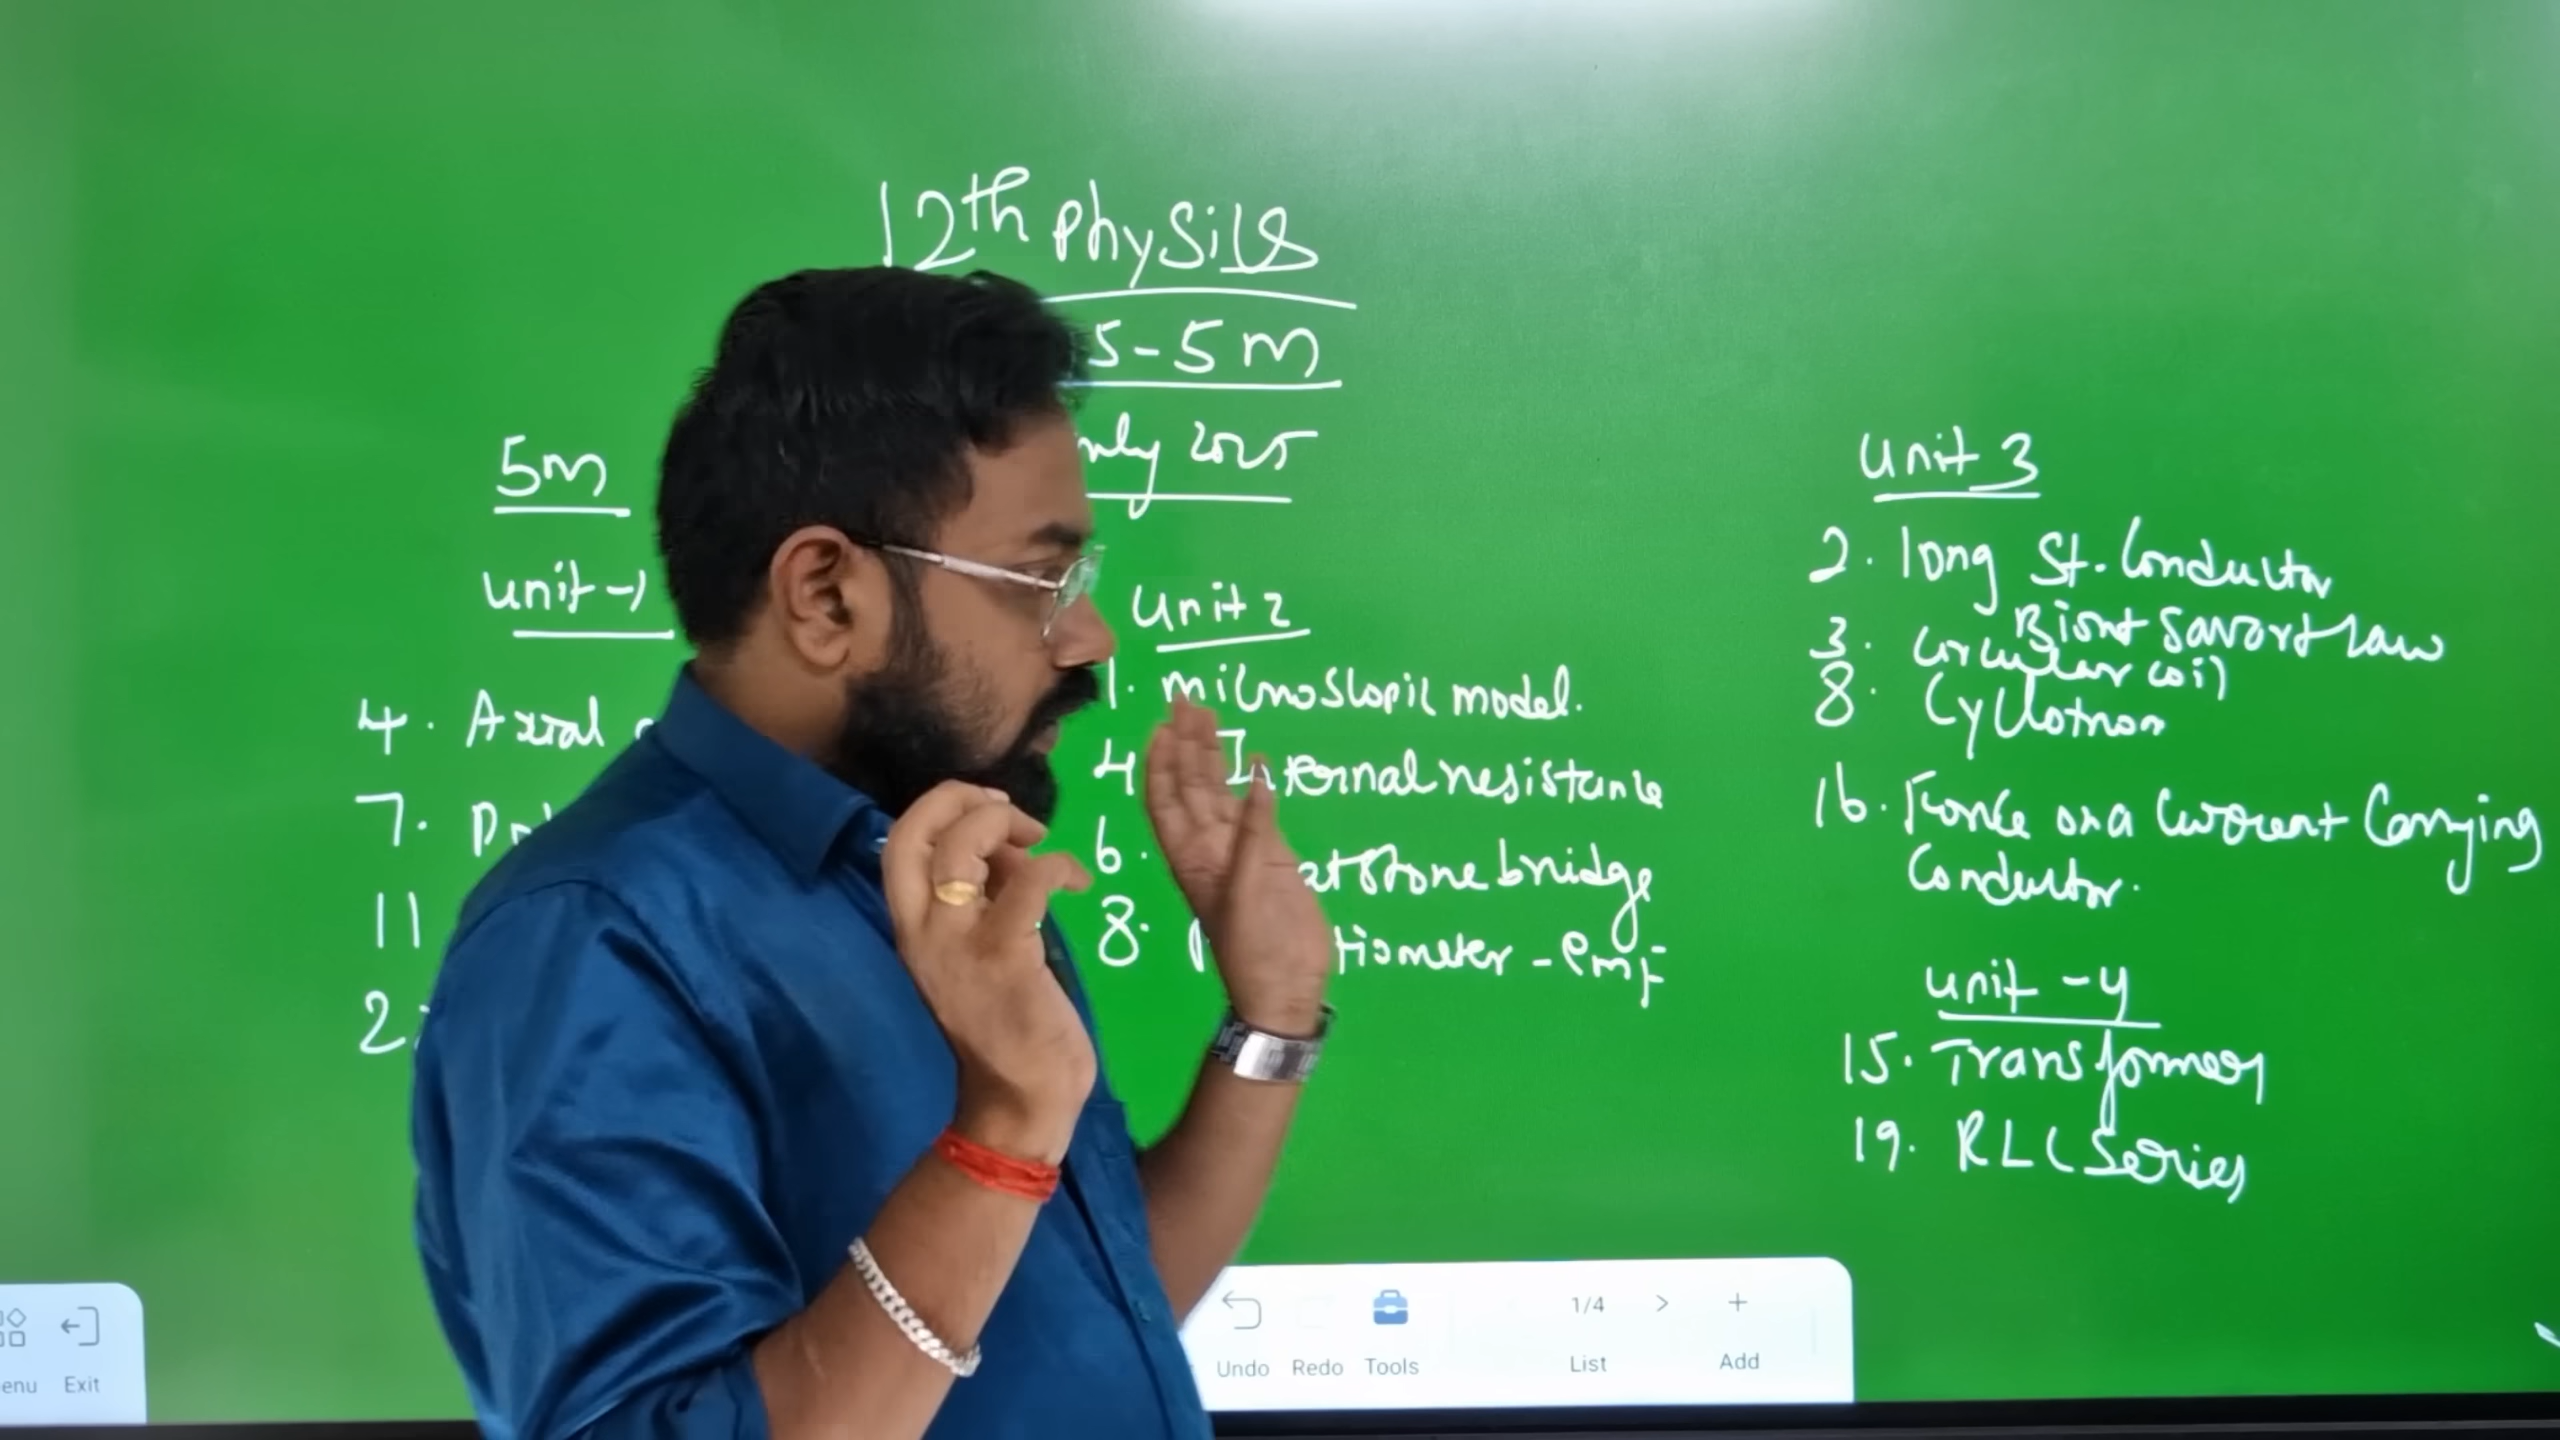 12th Physics
5-5m
2025
5m
unit-1
4. Axial
7.
11
2.
Unit 2
1. microscopic model.
4 Internal resistance
6.
bridge
8. - emf
Unit 3
2. long St. Conductor
Biont Savart law
3. circular coil
8. Cyclotron
16. Force on a Current Carrying
Conductor.
unit - 4
15. Transformer
19. RLC Series
Exit
Undo Redo Tools
1/4
List
Add